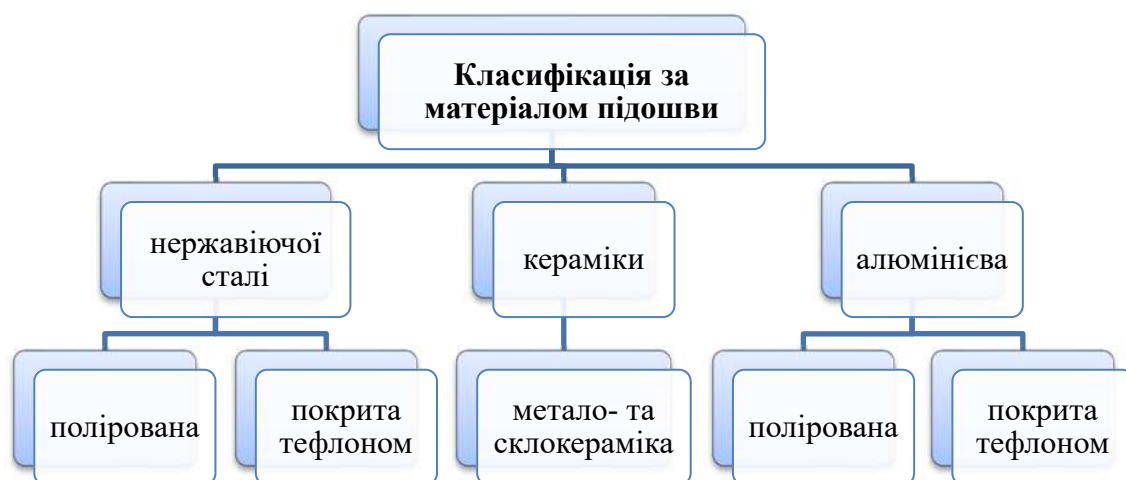 Класифікація за
матеріалом підошви
нержавіючої
сталі
кераміки
алюмінієва
полірована
покрита
тефлоном
метало- та
склокераміка
полірована
покрита
тефлоном